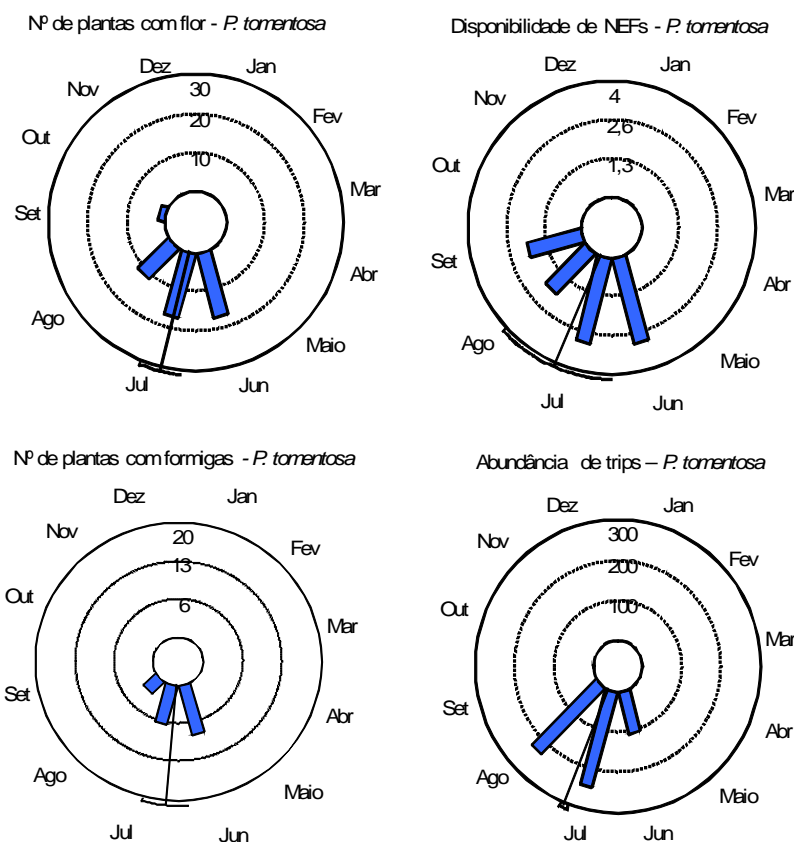 Nº de plantas com flor - P. tomentosa
Dez
Jan
Nov
Fev
Out
Mar
Set
Abr
Ago
Maio
Jul
Jun
30
20
10
Disponibilidade de NEFs - P. tomentosa
Dez
Jan
Nov
Fev
Out
Mar
Set
Abr
Ago
Maio
Jul
Jun
4
2,6
1,3
Nº de plantas com formigas - P. tomentosa
Dez
Jan
Nov
Fev
Out
Mar
Set
Abr
Ago
Maio
Jul
Jun
20
13
6
Abundância de trips – P. tomentosa
Dez
Jan
Nov
Fev
Out
Mar
Set
Abr
Ago
Maio
Jul
Jun
300
200
100